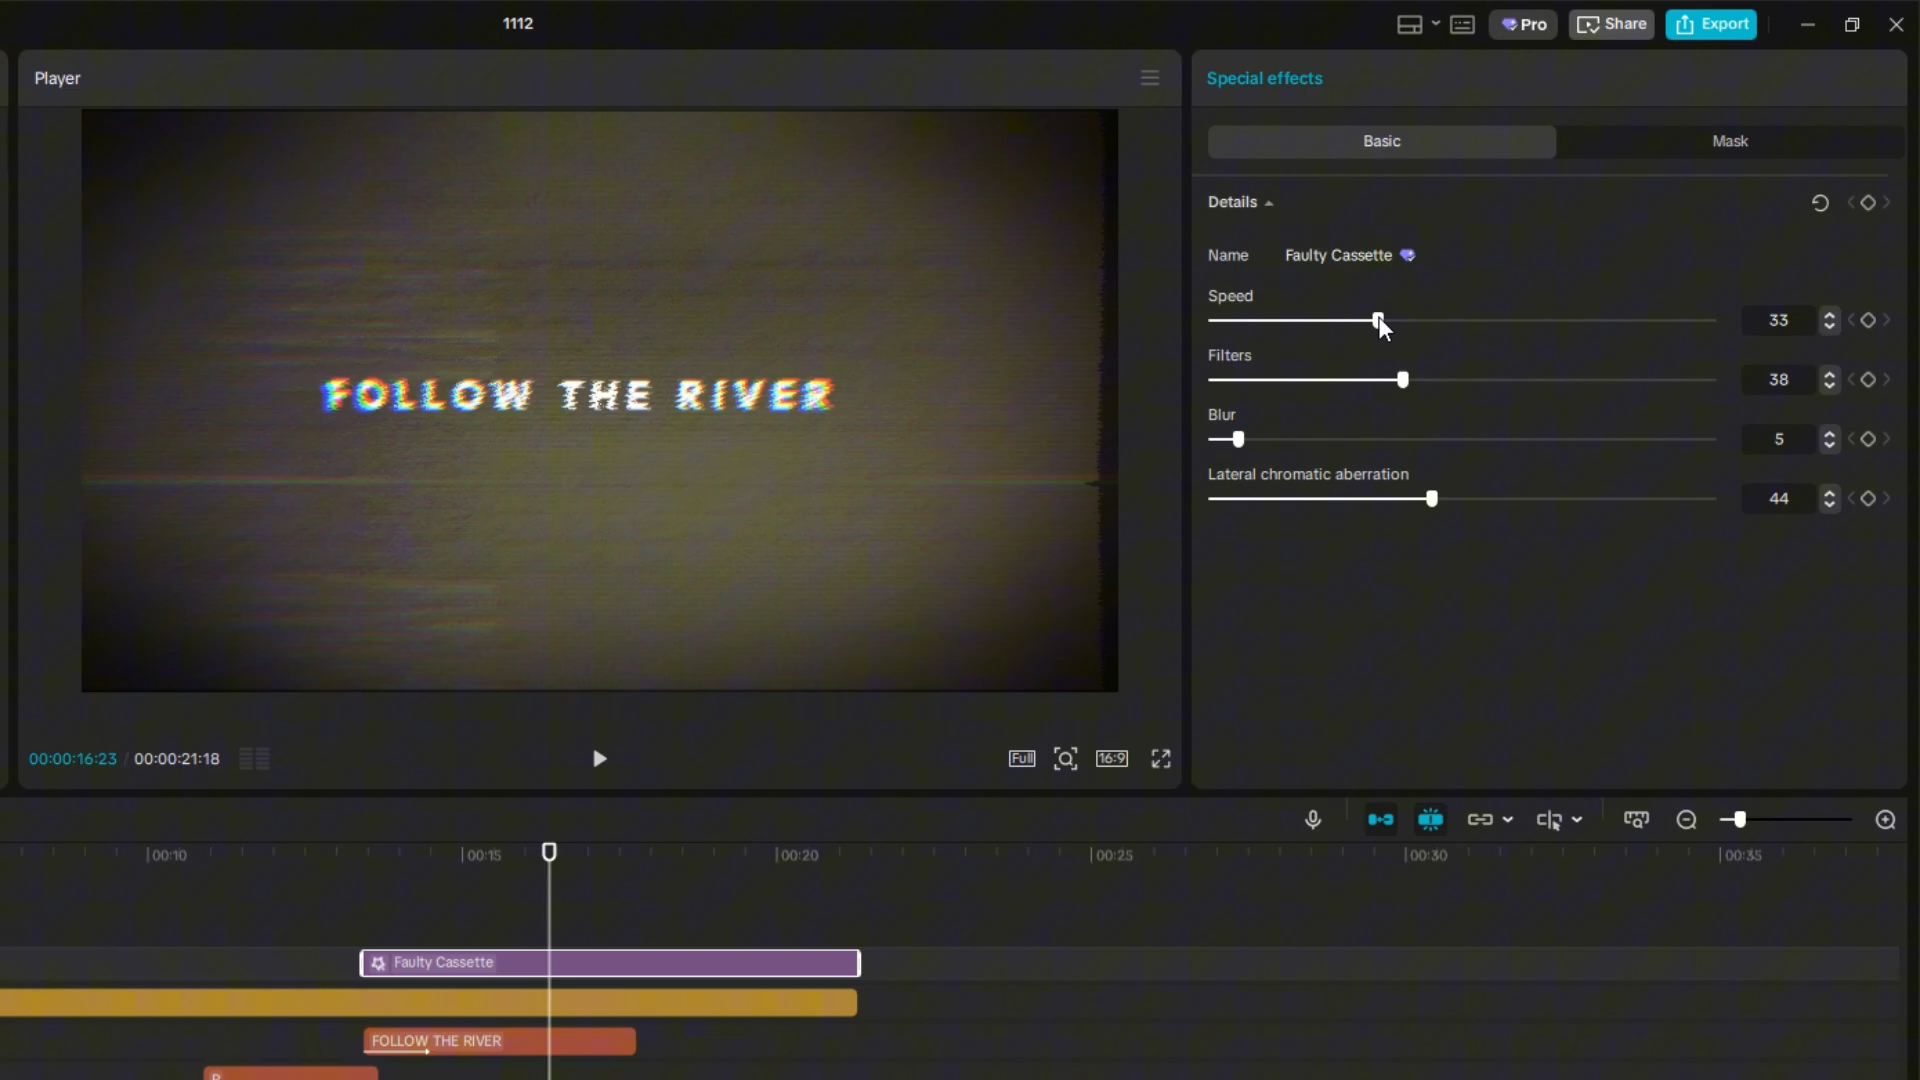 1112
Pro
Share
Export
Player
Special effects
Basic
Mask
Details
Name
Faulty Cassette
Speed
33
Filters
38
Blur
5
Lateral chromatic aberration
44
FOLLOW THE RIVER
00:00:16:23 / 00:00:21:18
Full
16:9
00:10
00:15
00:20
00:25
00:30
00:35
Faulty Cassette
FOLLOW THE RIVER